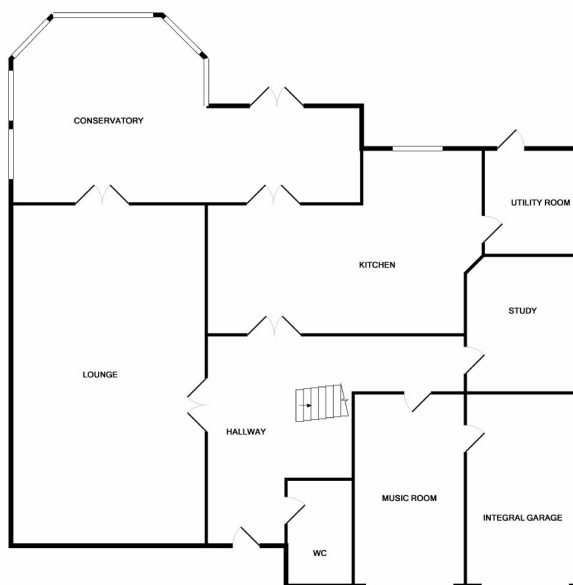 CONSERVATORY
UTILITY ROOM
KITCHEN
STUDY
LOUNGE
HALLWAY
MUSIC ROOM
INTEGRAL GARAGE
WC